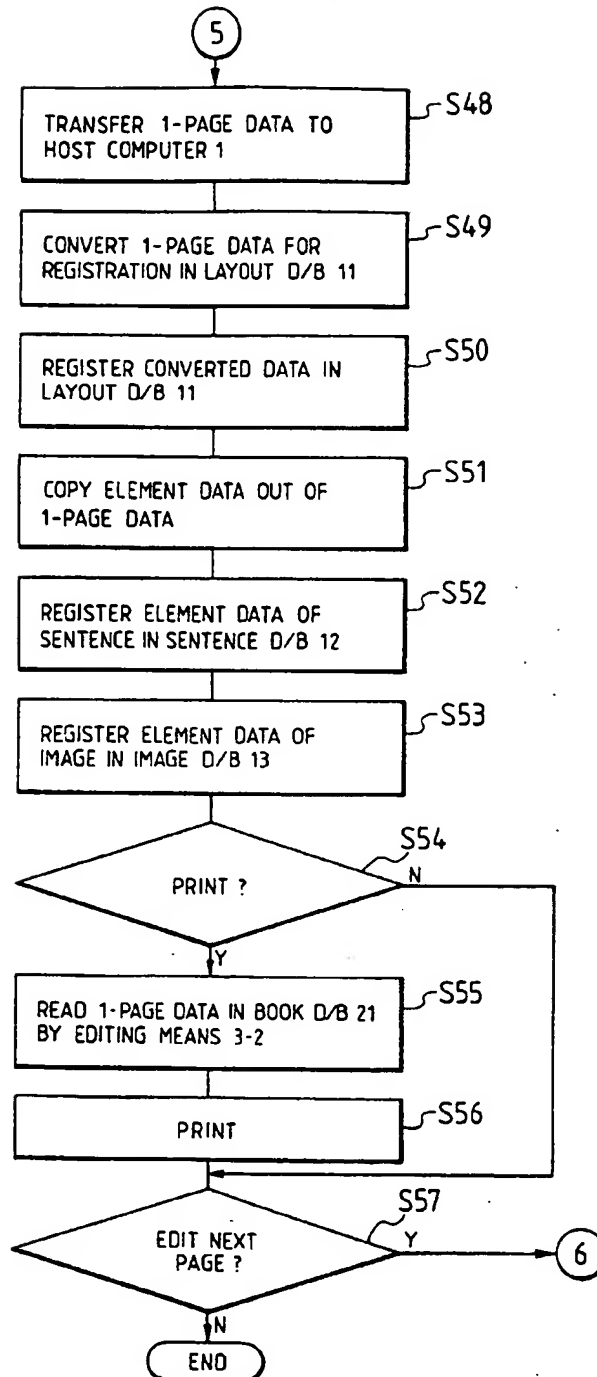 5
S48
TRANSFER 1-PAGE DATA TO
HOST COMPUTER 1
S49
CONVERT 1-PAGE DATA FOR
REGISTRATION IN LAYOUT D/B 11
S50
REGISTER CONVERTED DATA IN
LAYOUT D/B 11
S51
COPY ELEMENT DATA OUT OF
1-PAGE DATA
S52
REGISTER ELEMENT DATA OF
SENTENCE IN SENTENCE D/B 12
S53
REGISTER ELEMENT DATA OF
IMAGE IN IMAGE D/B 13
S54
PRINT ?
N
Y
S55
READ 1-PAGE DATA IN BOOK D/B 21
BY EDITING MEANS 3-2
S56
PRINT
S57
EDIT NEXT
PAGE ?
Y
6
N
END